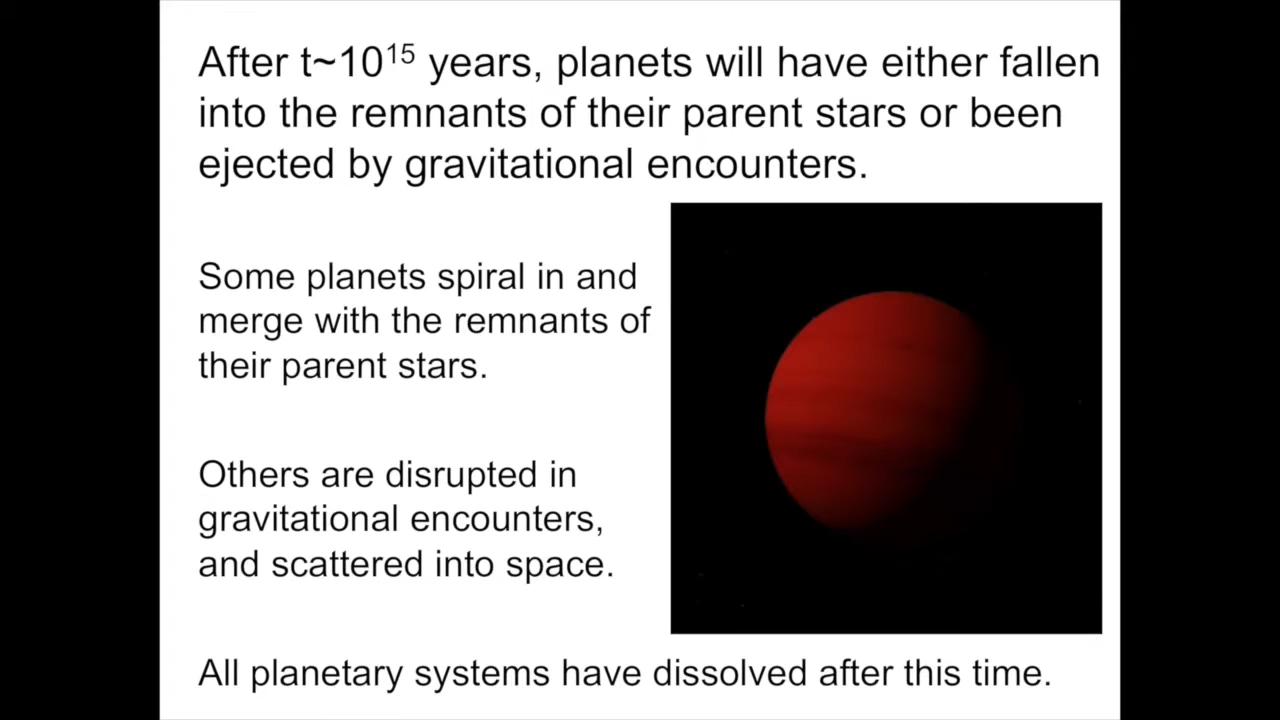 After t~10¹⁵ years, planets will have either fallen
into the remnants of their parent stars or been
ejected by gravitational encounters.
Some planets spiral in and
merge with the remnants of
their parent stars.
Others are disrupted in
gravitational encounters,
and scattered into space.
All planetary systems have dissolved after this time.